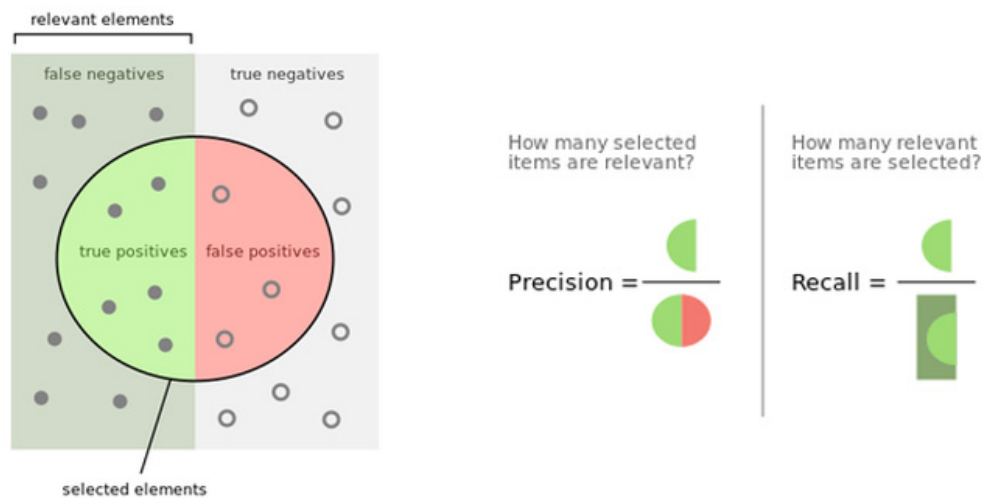 relevant elements
false negatives
true negatives
true positives
false positives
selected elements
How many selected
items are relevant?
Precision =
How many relevant
items are selected?
Recall =